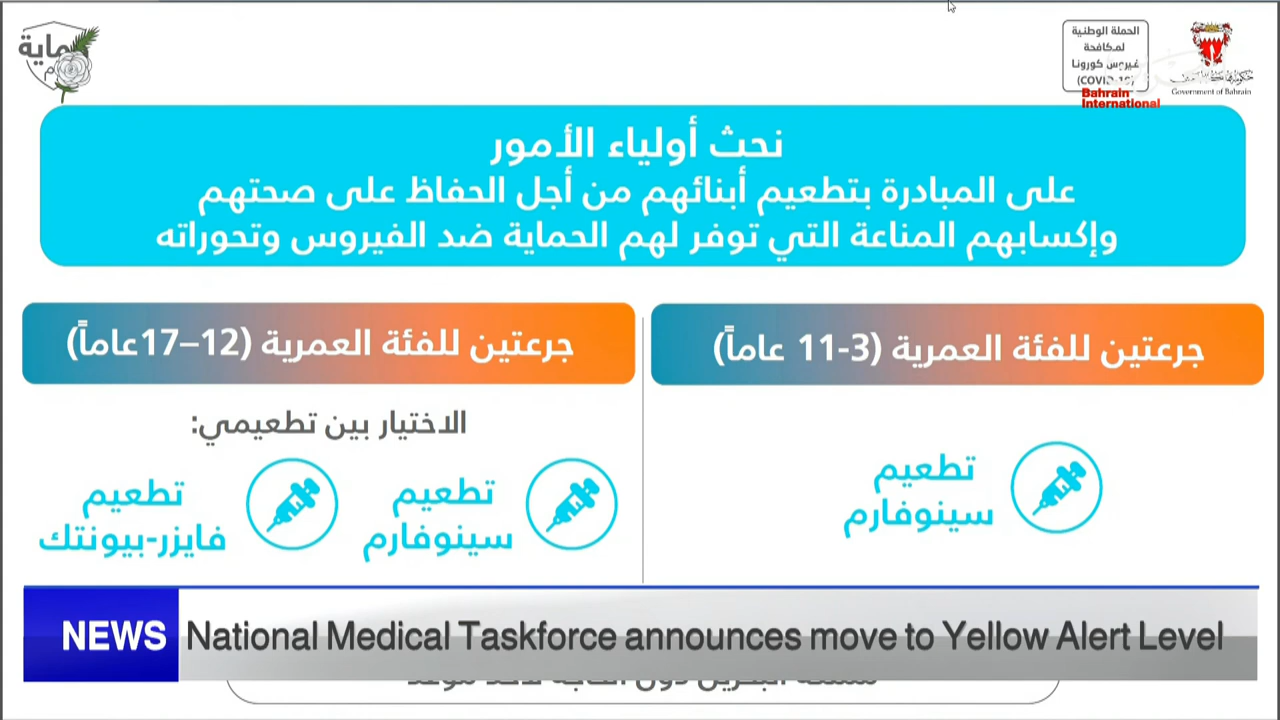 الحملة الوطنية
لمكافحة
فيروس كورونا
(COVID-19)
Government of Bahrain
Bahrain
International
نحث أولياء الأمور
على المبادرة بتطعيم أبنائهم من أجل الحفاظ على صحتهم
وإكسابهم المناعة التي توفر لهم الحماية ضد الفيروس وتحوراته
جرعتين للفئة العمرية (3-11 عاماً)
تطعيم
سينوفارم
جرعتين للفئة العمرية (12–17عاماً)
الاختيار بين تطعيمي:
تطعيم
سينوفارم
تطعيم
فايزر-بيونتك
NEWS
National Medical Taskforce announces move to Yellow Alert Level